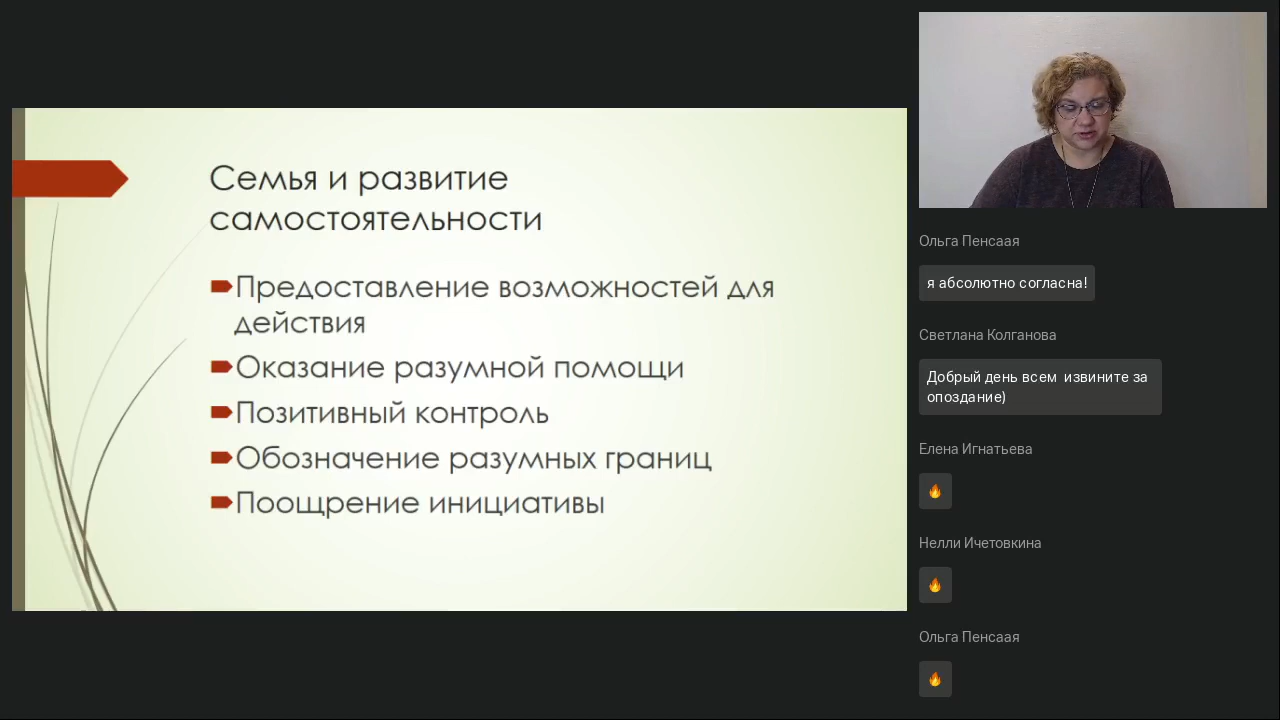 Семья и развитие
самостоятельности
Предоставление возможностей для
действия
Оказание разумной помощи
Позитивный контроль
Обозначение разумных границ
Поощрение инициативы
Ольга Пенсаая
я абсолютно согласна!
Светлана Колганова
Добрый день всем извините за
опоздание)
Елена Игнатьева
🔥
Нелли Ичетовкина
🔥
Ольга Пенсаая
🔥